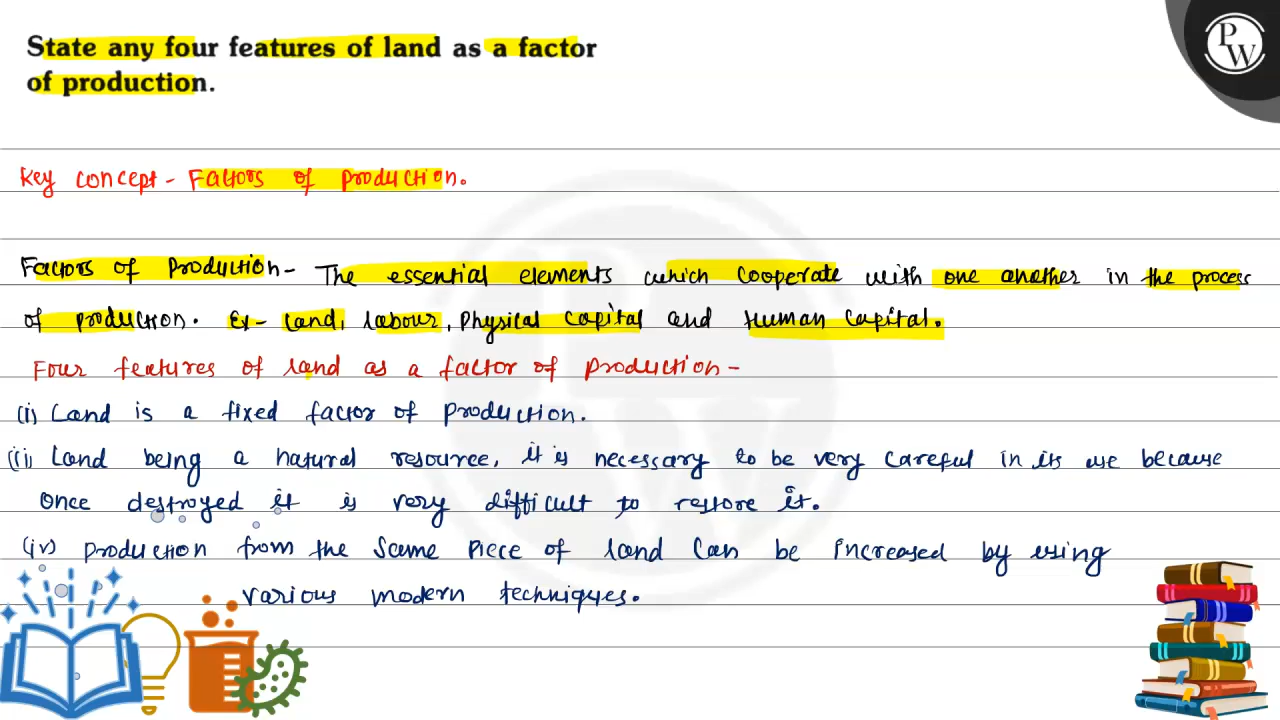 State any four features of land as a factor
of production.
PW
Key concept - Factors of Production.
Factors of Production - The essential elements which cooperate with one another in the process
of production. Ex - Land, labour, Physical Capital and Human Capital.
Four features of land as a factor of production -
(i) Land is a fixed factor of production.
(ii) Land being a natural resource, it is necessary to be very careful in its use because
once destroyed it is very difficult to restore it.
(iv) Production from the same piece of land can be increased by using
various modern techniques.